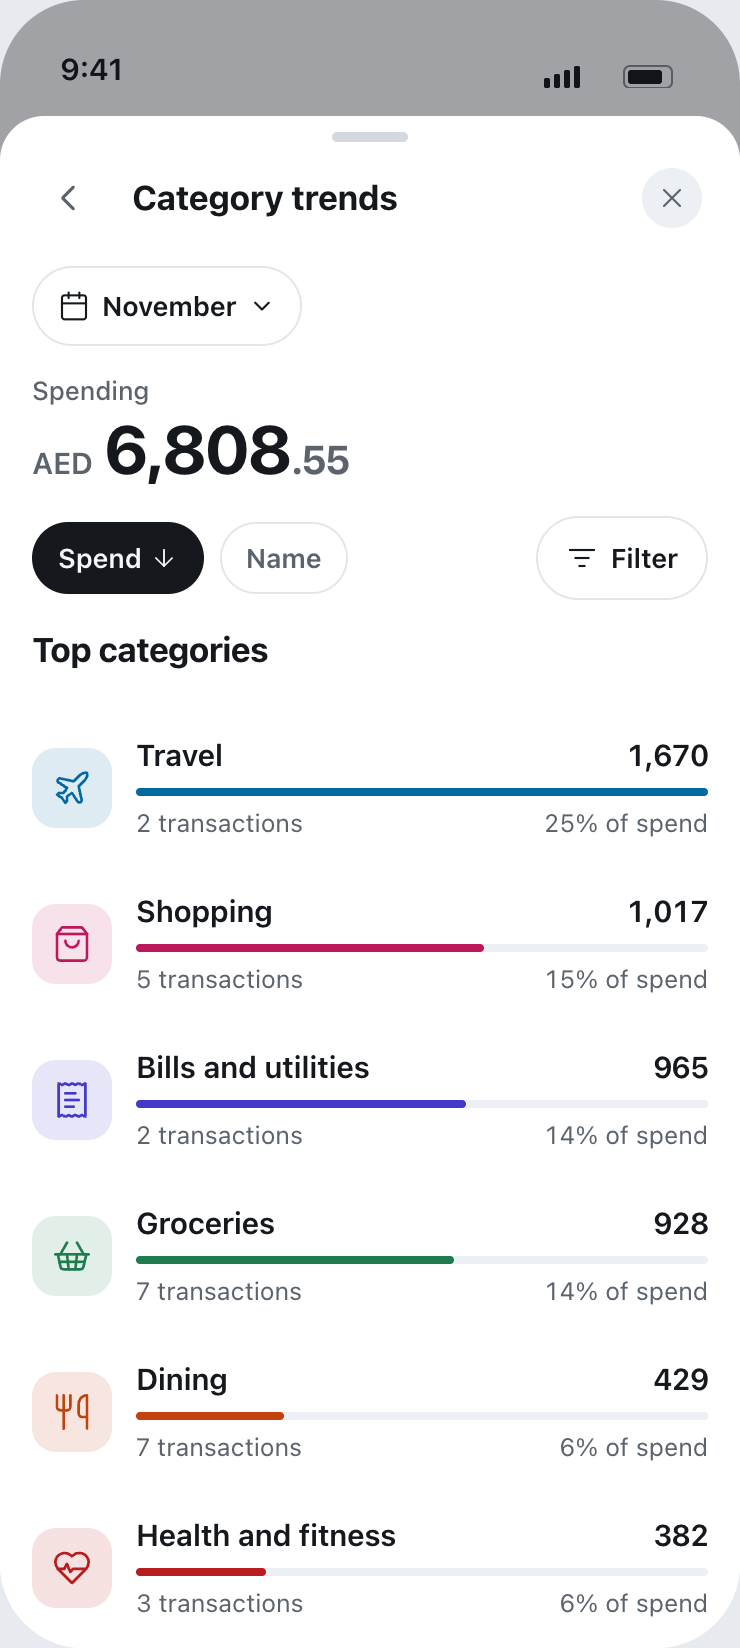 9:41
Category trends
November
Spending
AED 6,808.55
Spend Name Filter
Top categories
Travel 1,670
2 transactions 25% of spend
Shopping 1,017
5 transactions 15% of spend
Bills and utilities 965
2 transactions 14% of spend
Groceries 928
7 transactions 14% of spend
Dining 429
7 transactions 6% of spend
Health and fitness 382
3 transactions 6% of spend